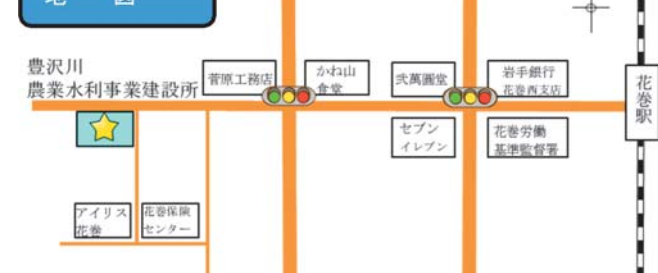 地 図
豊沢川
農業水利事業建設所
菅原工務店
かね山
食堂
弐萬圓堂
岩手銀行
花巻西支店
花巻駅
セブン
イレブン
花巻労働
基準監督署
アイリス
花巻
花巻保険
センター